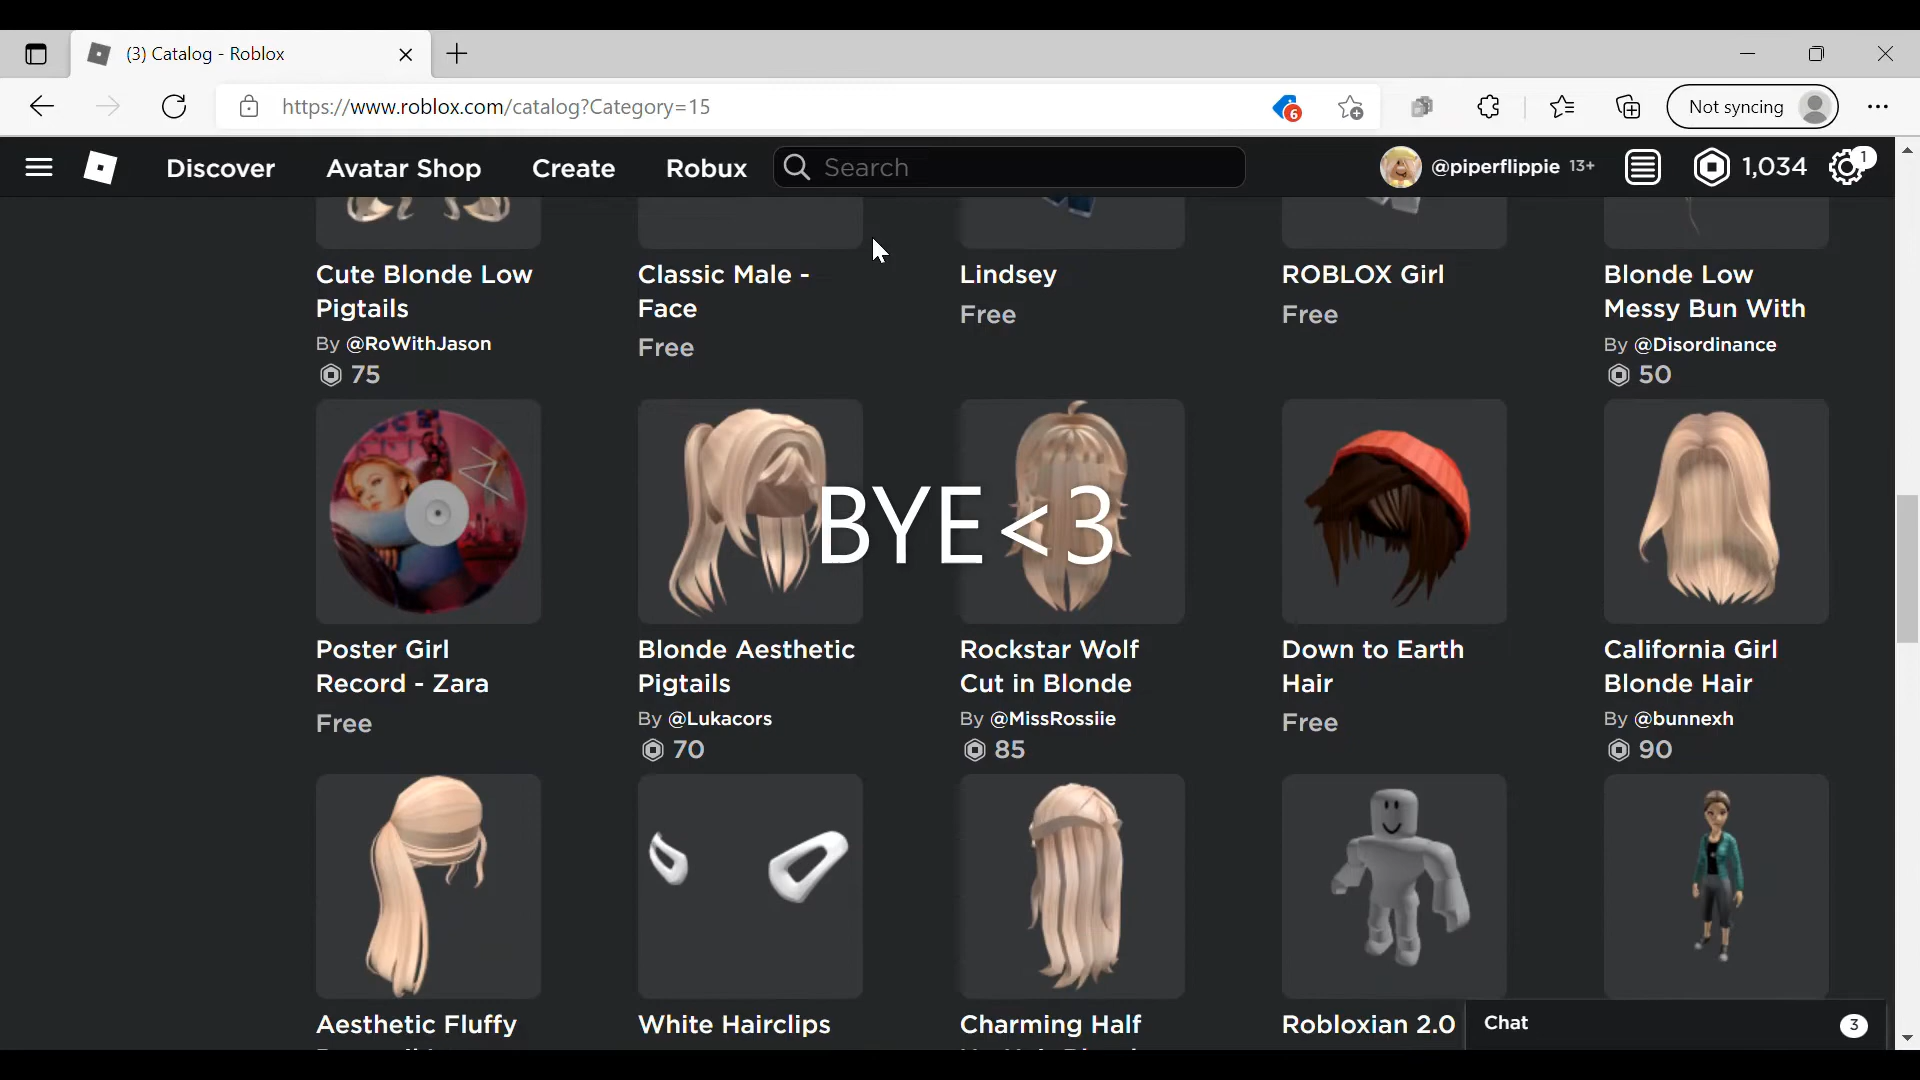 (3) Catalog - Roblox
https://www.roblox.com/catalog?Category=15
6
Not syncing
Discover
Avatar Shop
Create
Robux
Search
@piperflippie 13+
1,034
1
Cute Blonde Low
Pigtails
By @RoWithJason
75
Classic Male -
Face
Free
Lindsey
Free
ROBLOX Girl
Free
Blonde Low
Messy Bun With
By @Disordinance
50
BYE<3
Poster Girl
Record - Zara
Free
Blonde Aesthetic
Pigtails
By @Lukacors
70
Rockstar Wolf
Cut in Blonde
By @MissRossiie
85
Down to Earth
Hair
Free
California Girl
Blonde Hair
By @bunnexh
90
Aesthetic Fluffy
White Hairclips
Charming Half
Robloxian 2.0
Chat
3